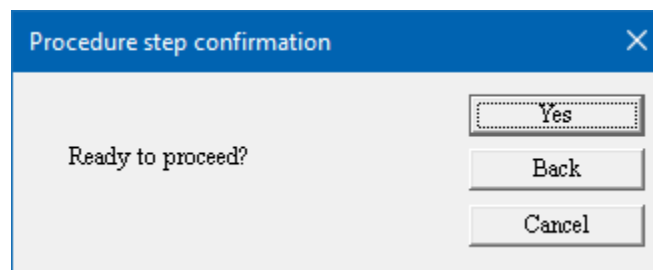 Procedure step confirmation
Yes
Ready to proceed?
Back
Cancel